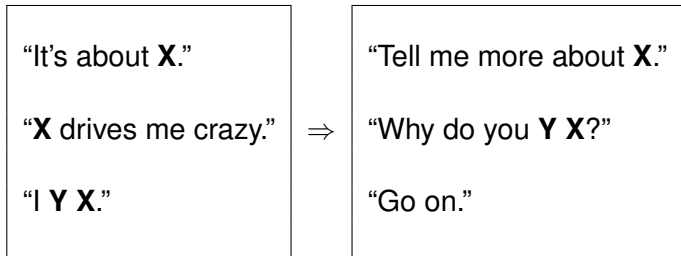 “It's about X.”
“X drives me crazy.”
“I Y X.”
⇒
“Tell me more about X.”
“Why do you Y X?”
“Go on.”